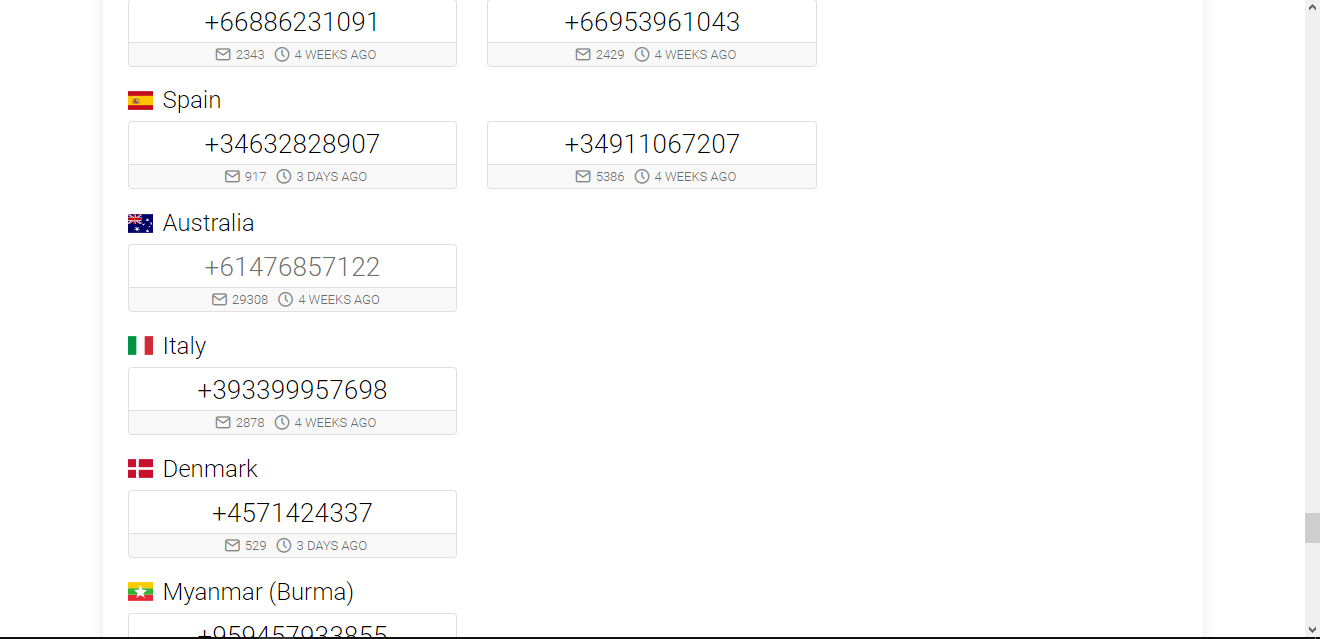 +66886231091 +66953961043
2343 4 WEEKS AGO 2429 4 WEEKS AGO
Spain
+34632828907 +34911067207
917 3 DAYS AGO 5386 4 WEEKS AGO
Australia
+61476857122
29308 4 WEEKS AGO
Italy
+393399957698
2878 4 WEEKS AGO
Denmark
+4571424337
529 3 DAYS AGO
Myanmar (Burma)
+959457933855